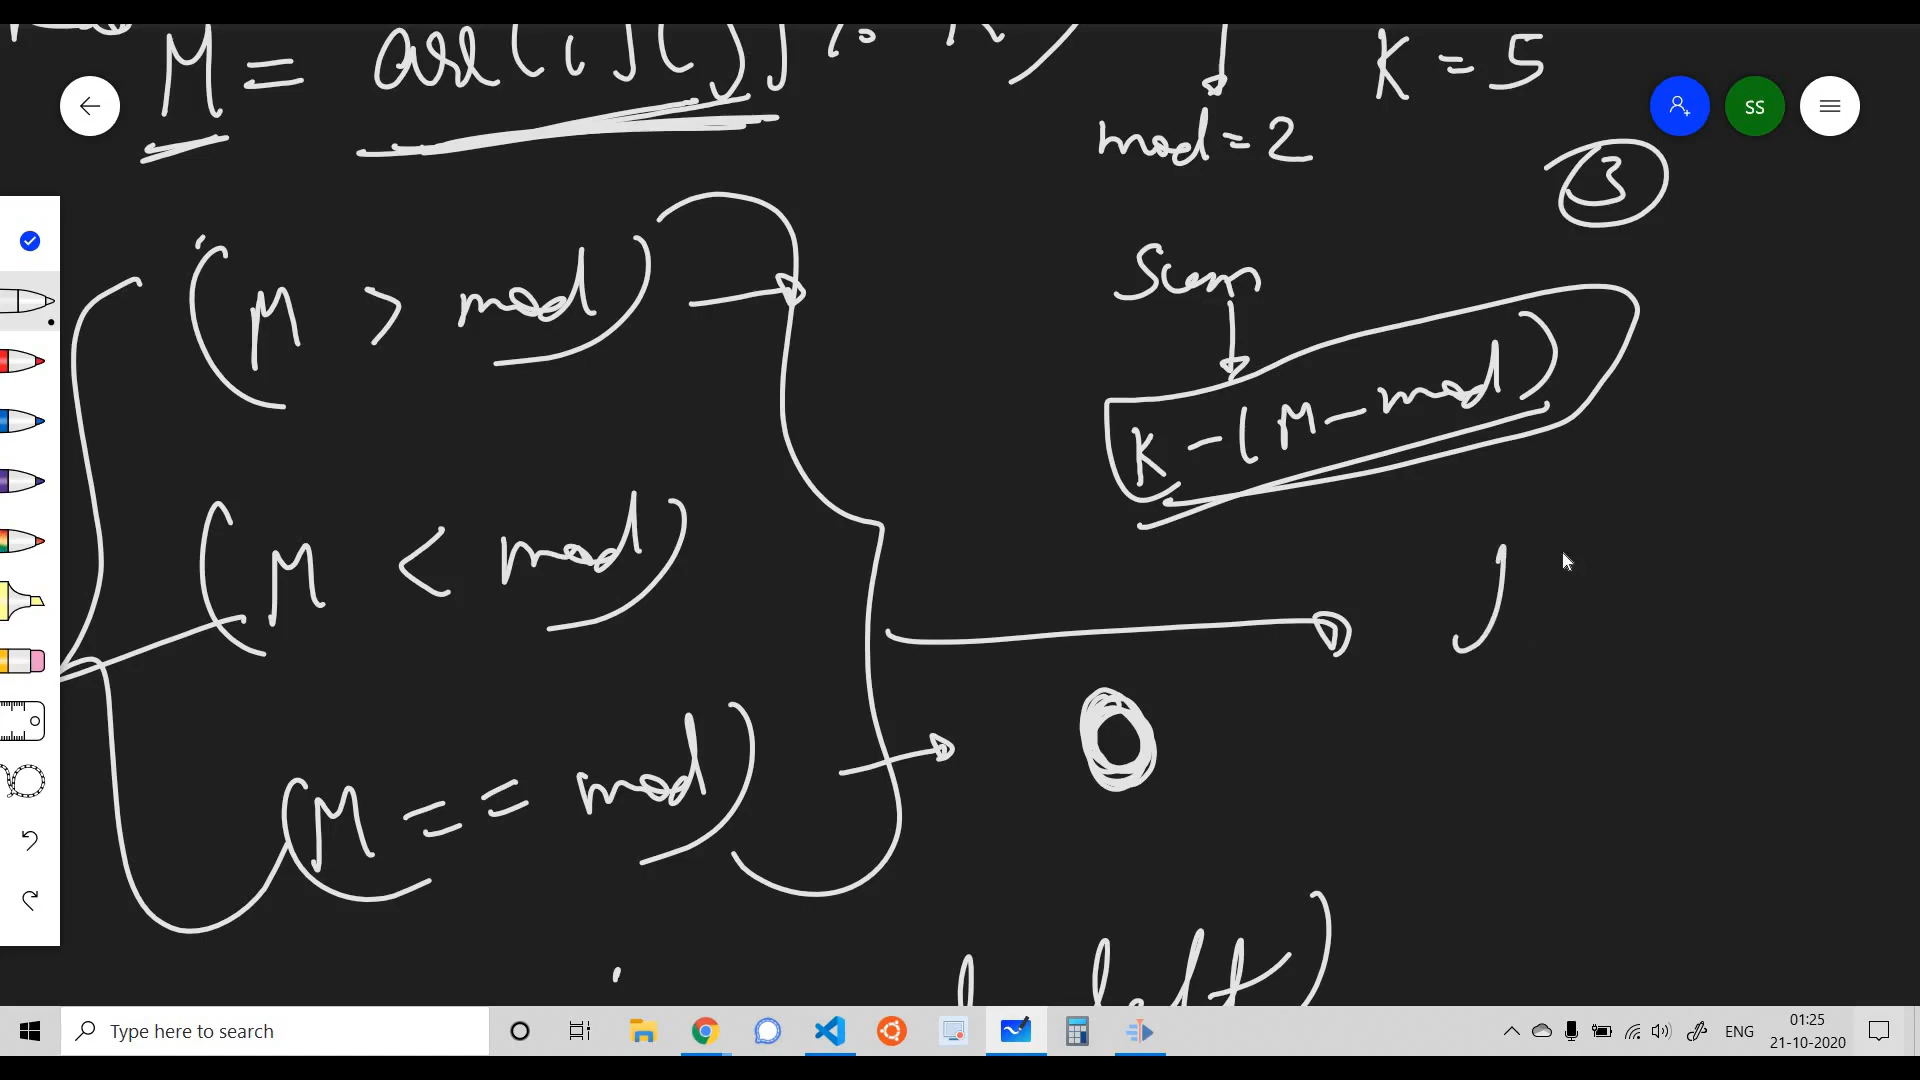 M = arr[i][j] % K
K = 5
mod = 2
SS
3
(M > mod)
Sum
K - (M - mod)
(M < mod)
(M == mod)
0
left)
Type here to search
ENG
01:25
21-10-2020